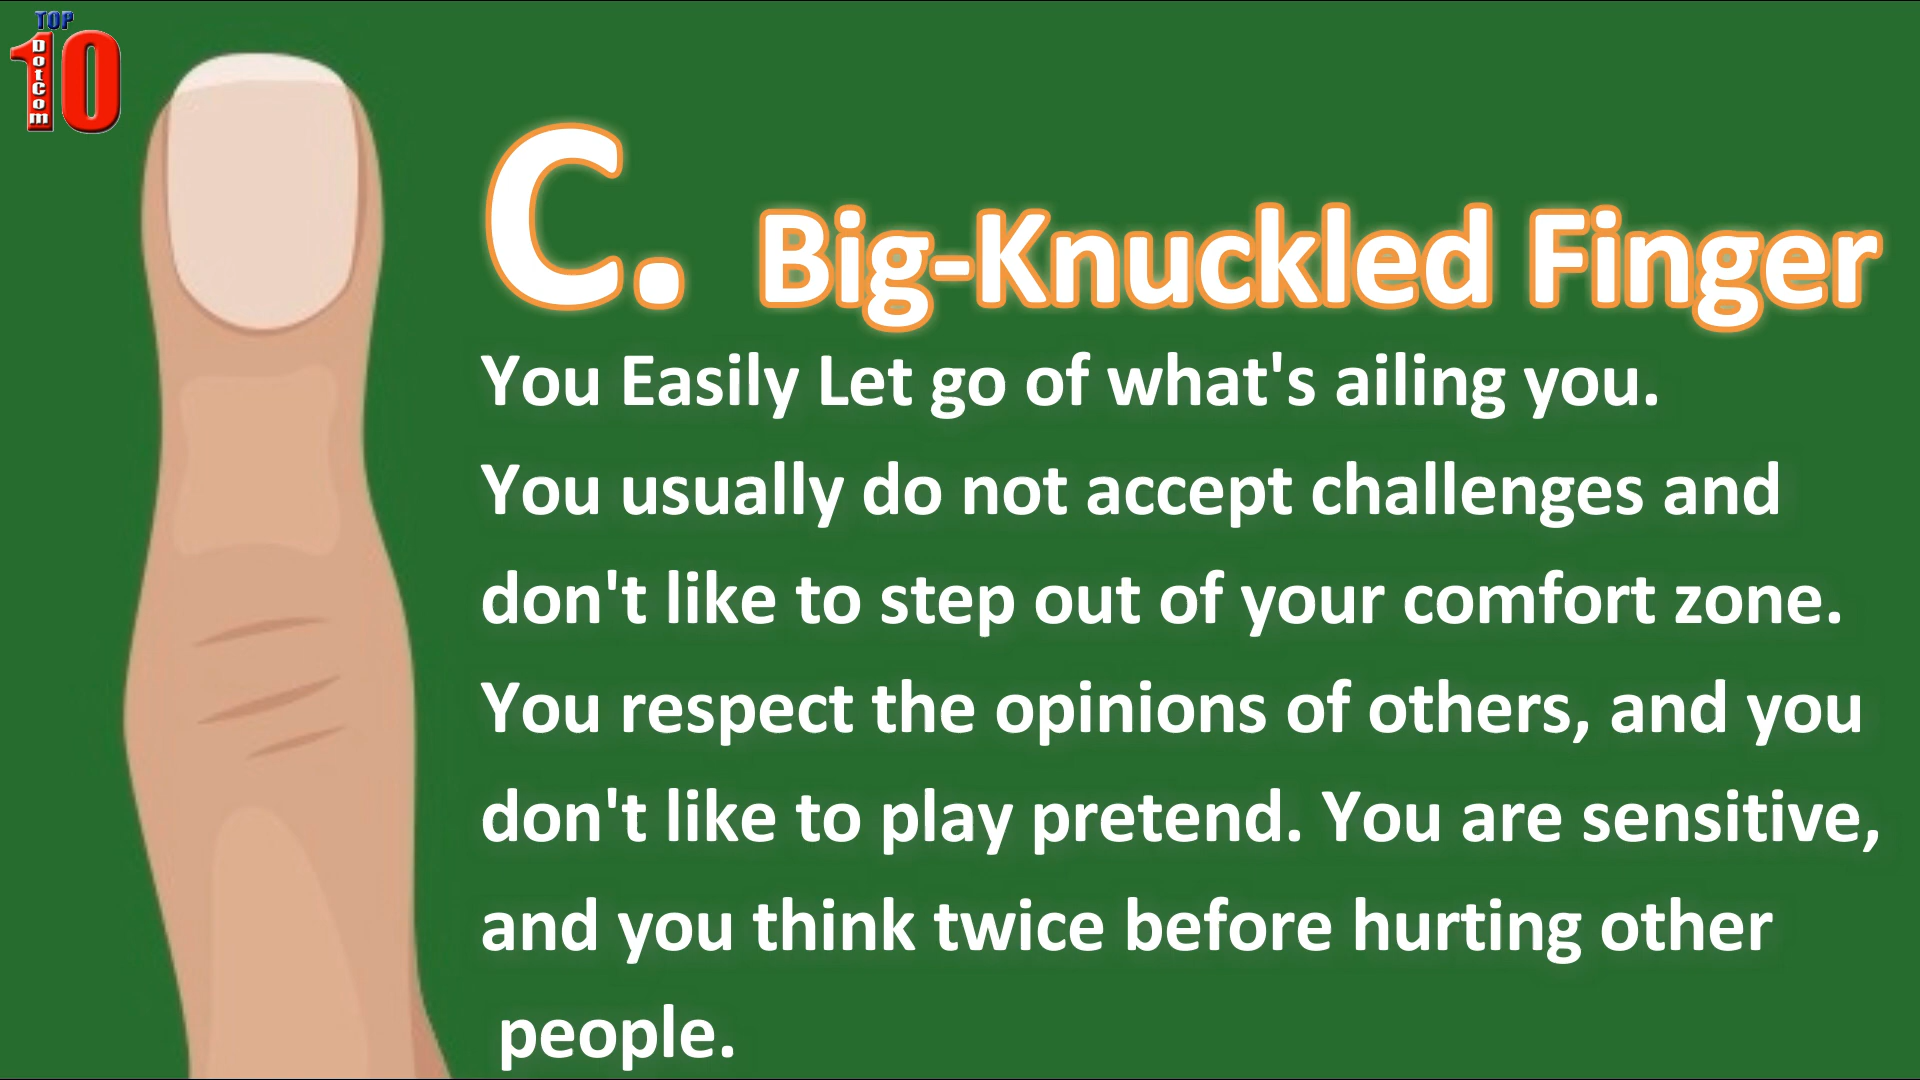 TOP
10
DotCom
C. Big-Knuckled Finger
You Easily Let go of what's ailing you.
You usually do not accept challenges and
don't like to step out of your comfort zone.
You respect the opinions of others, and you
don't like to play pretend. You are sensitive,
and you think twice before hurting other
people.